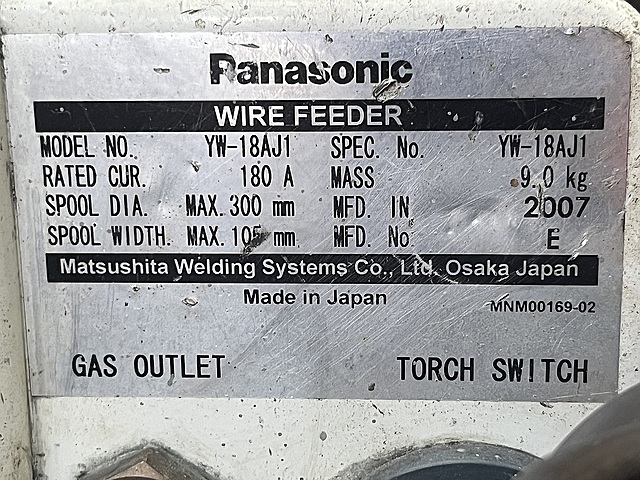 Panasonic
WIRE FEEDER
MODEL NO. YW-18AJ1 SPEC. No. YW-18AJ1
RATED CUR. 180 A MASS 9.0 kg
SPOOL DIA. MAX. 300 mm MFD. IN 2007
SPOOL WIDTH. MAX. 105 mm MFD. No. E
Matsushita Welding Systems Co., Ltd. Osaka Japan
Made in Japan
MNM00169-02
GAS OUTLET TORCH SWITCH